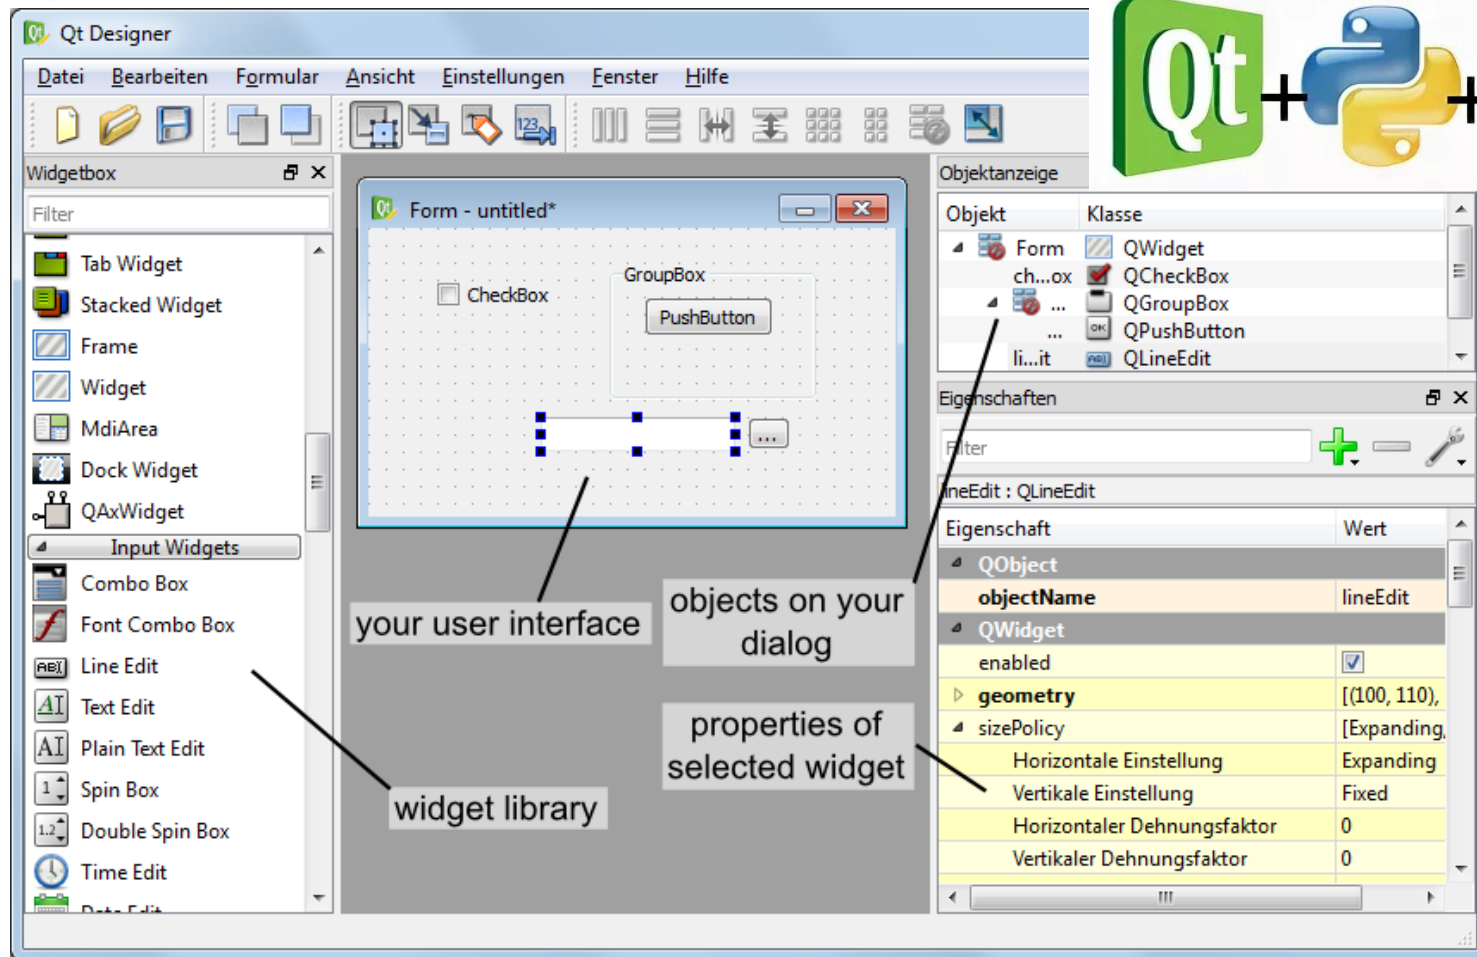 Qt Designer
Datei Bearbeiten Formular Ansicht Einstellungen Fenster Hilfe
Qt + +
123
Widgetbox
Filter
Tab Widget
Stacked Widget
Frame
Widget
MdiArea
Dock Widget
QAxWidget
Input Widgets
Combo Box
Font Combo Box
Line Edit
Text Edit
Plain Text Edit
Spin Box
Double Spin Box
Time Edit
Date Edit
Form - untitled*
CheckBox
GroupBox
PushButton
...
your user interface
objects on your
dialog
properties of
selected widget
widget library
Objektanzeige
Objekt Klasse
Form QWidget
ch...ox QCheckBox
... QGroupBox
... QPushButton
li...it QLineEdit
Eigenschaften
Filter
lineEdit : QLineEdit
Eigenschaft Wert
QObject
objectName lineEdit
QWidget
enabled
geometry [(100, 110),
sizePolicy [Expanding,
Horizontale Einstellung Expanding
Vertikale Einstellung Fixed
Horizontaler Dehnungsfaktor 0
Vertikaler Dehnungsfaktor 0